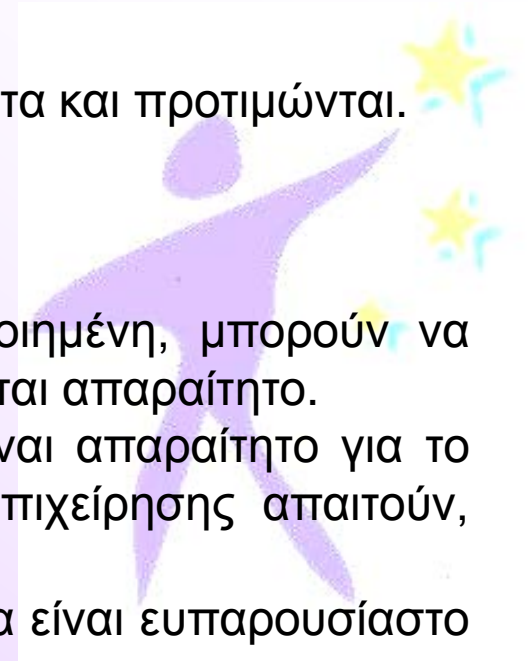 τα και προτιμώνται.
οιημένη, μπορούν να
ται απαραίτητο.
ναι απαραίτητο για το
πιχείρησης απαιτούν,
α είναι ευπαρουσίαστο